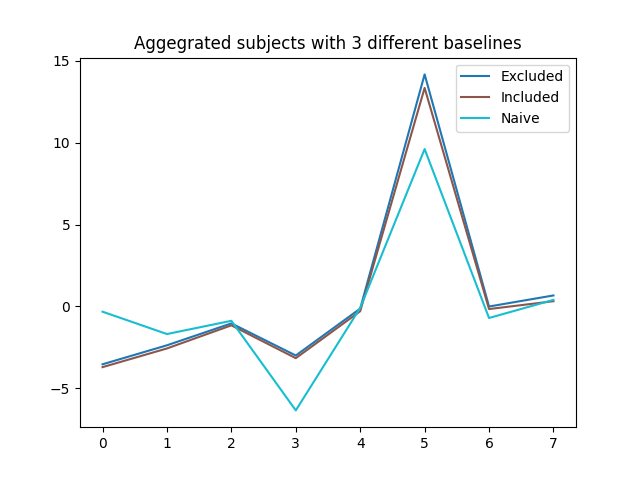 Aggegrated subjects with 3 different baselines
15
10
5
0
−5
0 1 2 3 4 5 6 7
Excluded
Included
Naive